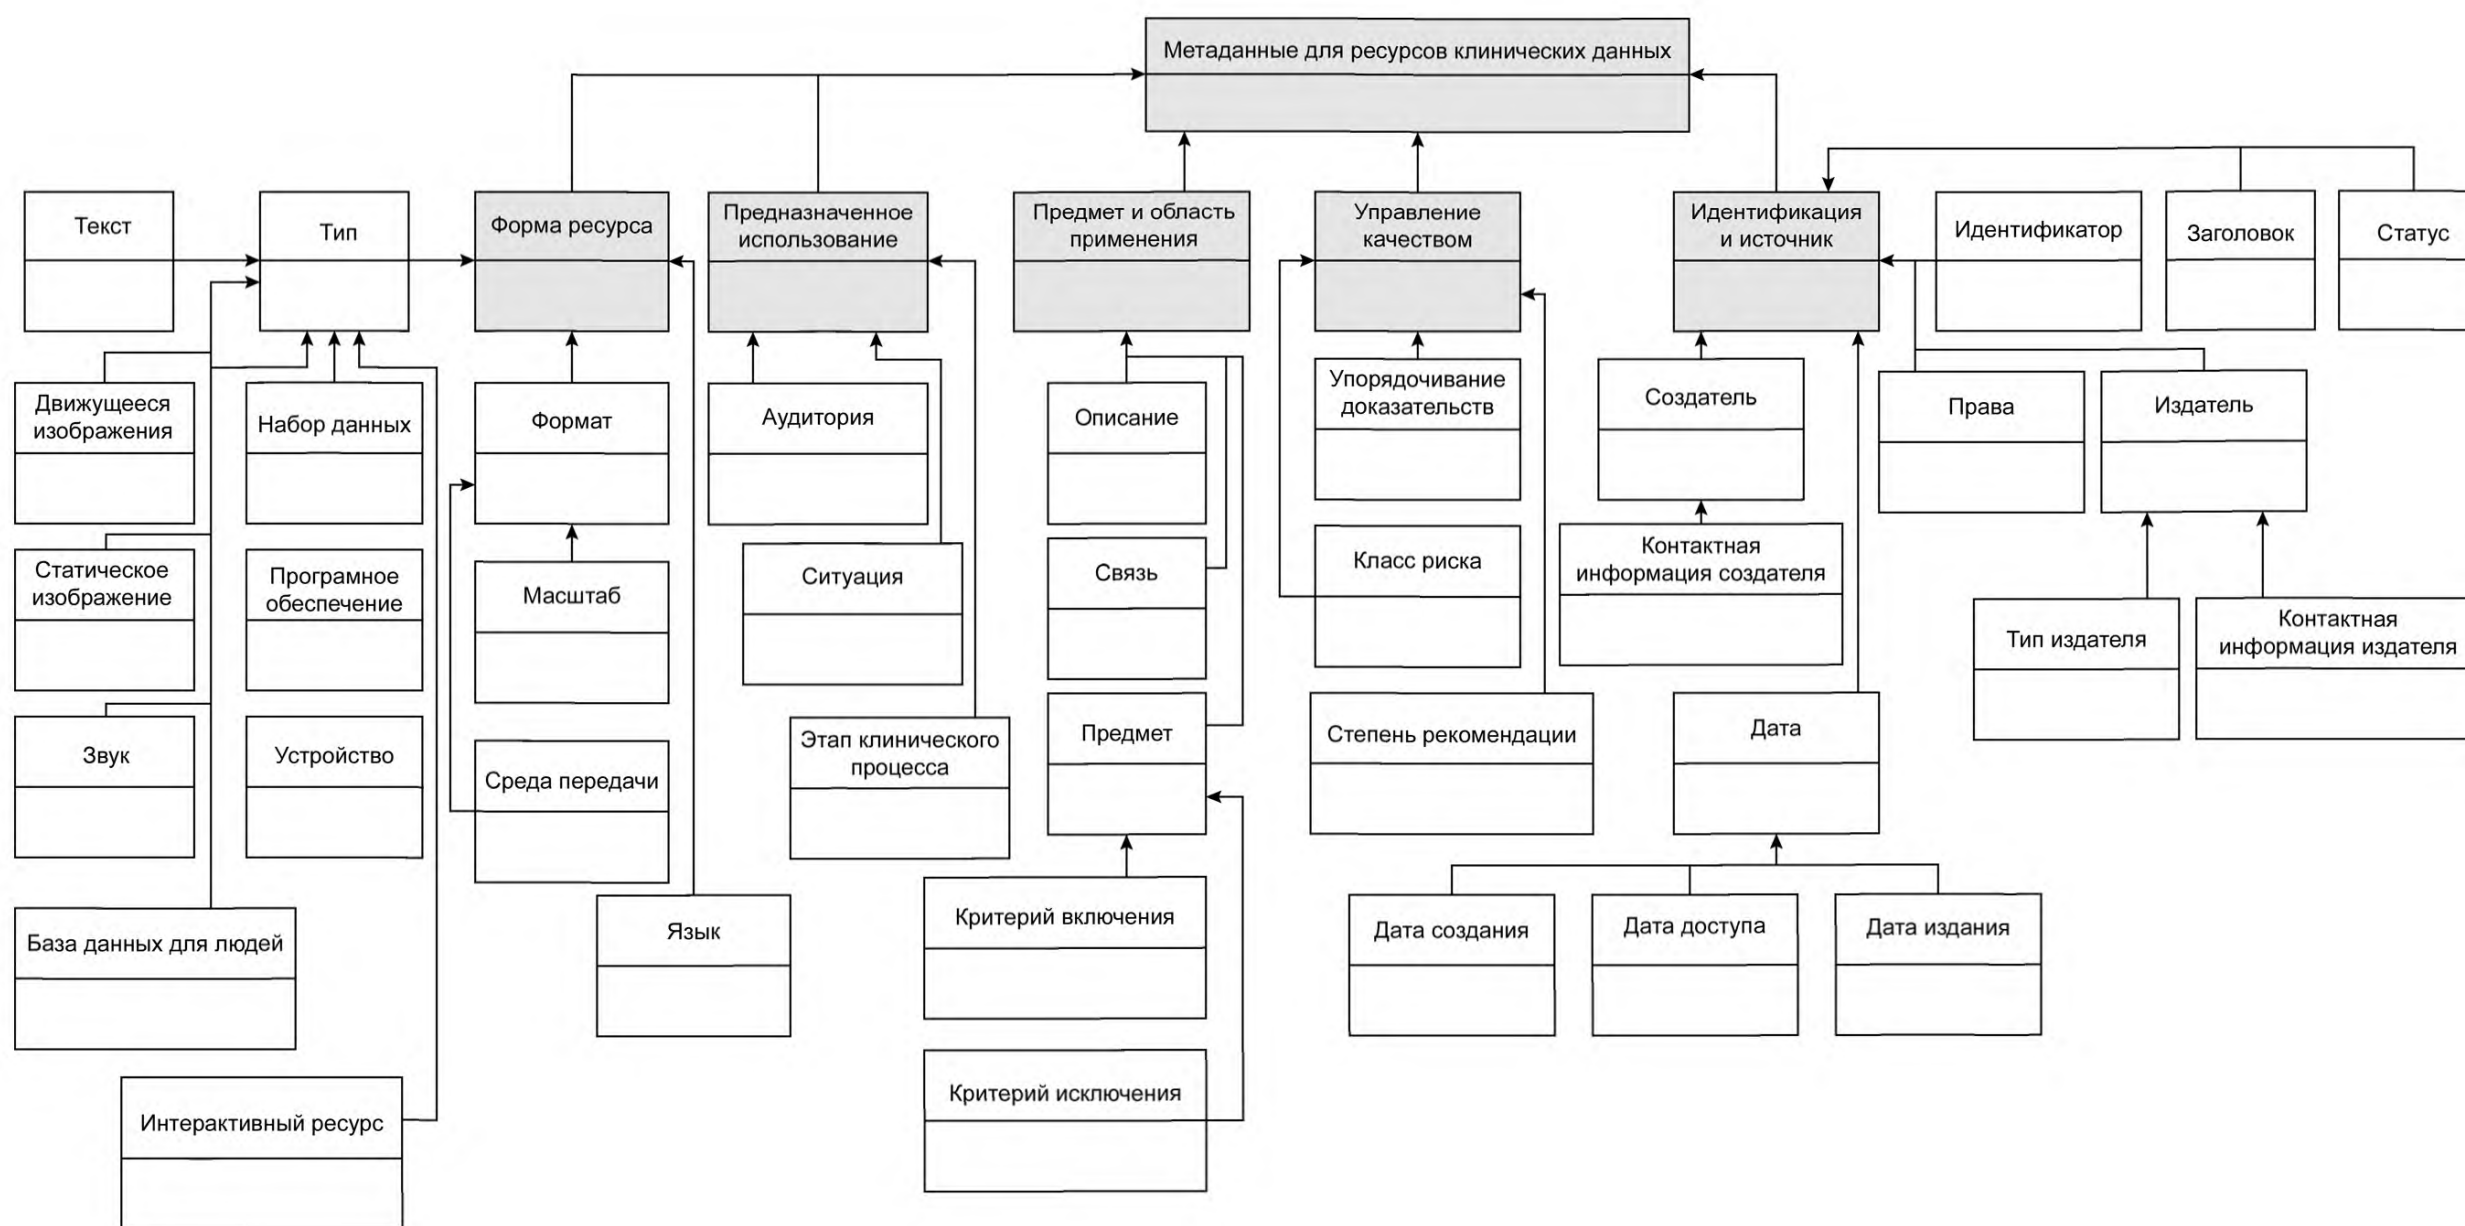 Метаданные для ресурсов клинических данных
Текст
Тип
Форма ресурса
Предназначенное
использование
Предмет и область
применения
Управление
качеством
Идентификация
и источник
Идентификатор
Заголовок
Статус
Движущееся
изображения
Набор данных
Формат
Аудитория
Описание
Упорядочивание
доказательств
Создатель
Права
Издатель
Статическое
изображение
Програмное
обеспечение
Масштаб
Ситуация
Связь
Класс риска
Контактная
информация создателя
Тип издателя
Контактная
информация издателя
Звук
Устройство
Среда передачи
Этап клинического
процесса
Предмет
Степень рекомендации
Дата
База данных для людей
Язык
Критерий включения
Дата создания
Дата доступа
Дата издания
Интерактивный ресурс
Критерий исключения